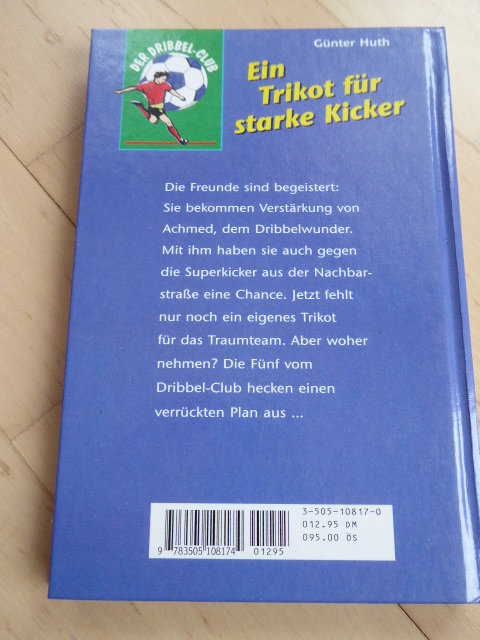 DER DRIBBEL-CLUB
Günter Huth
Ein
Trikot für
starke Kicker
Die Freunde sind begeistert:
Sie bekommen Verstärkung von
Achmed, dem Dribbelwunder.
Mit ihm haben sie auch gegen
die Superkicker aus der Nachbar-
straße eine Chance. Jetzt fehlt
nur noch ein eigenes Trikot
für das Traumteam. Aber woher
nehmen? Die Fünf vom
Dribbel-Club hecken einen
verrückten Plan aus ...
3-505-10817-0
012.95 DM
095.00 ÖS
9 783505 108174 01295